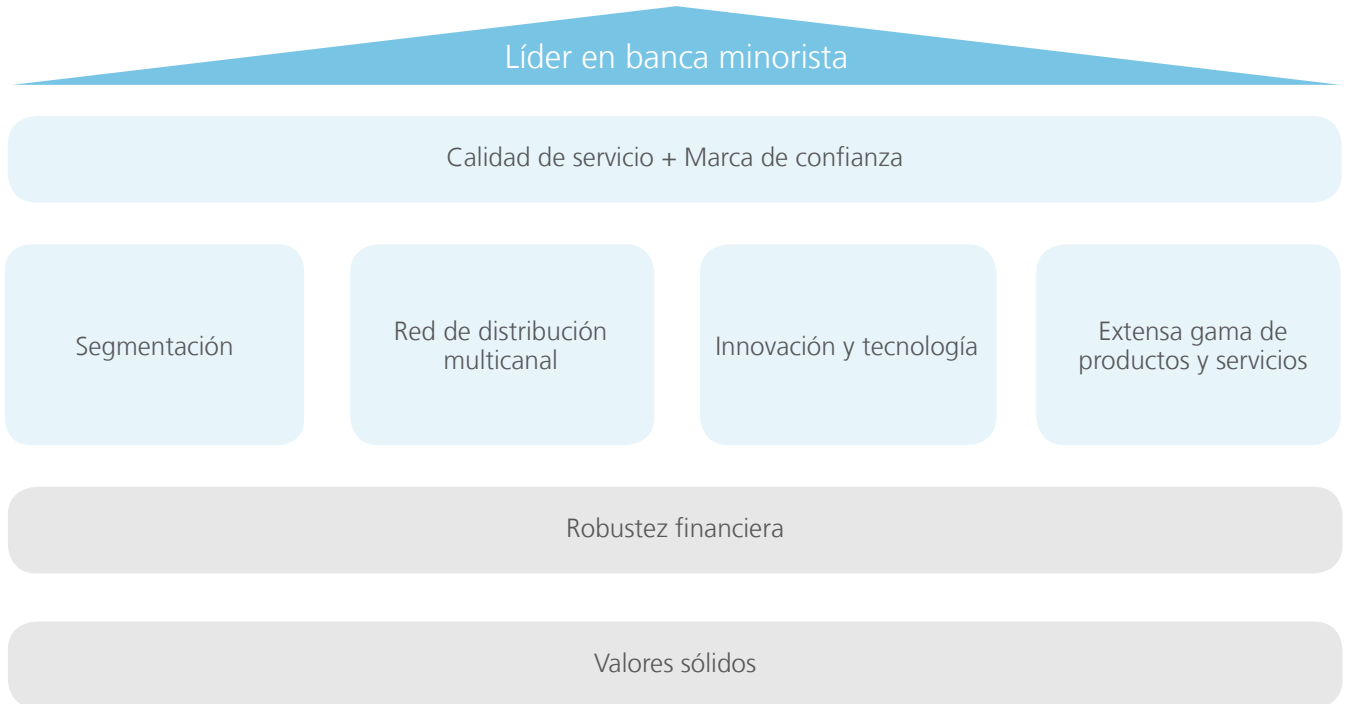 Líder en banca minorista
Calidad de servicio + Marca de confianza
Segmentación
Red de distribución
multicanal
Innovación y tecnología
Extensa gama de
productos y servicios
Robustez financiera
Valores sólidos